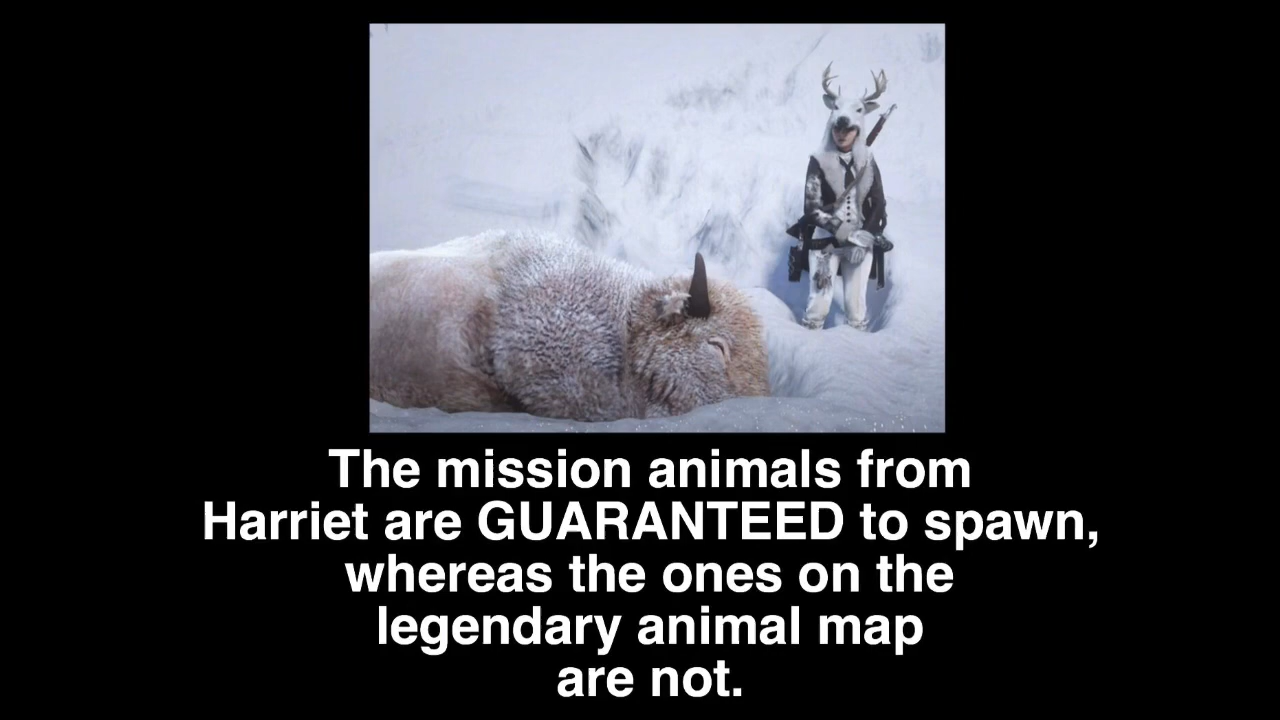 The mission animals from
Harriet are GUARANTEED to spawn,
whereas the ones on the
legendary animal map
are not.